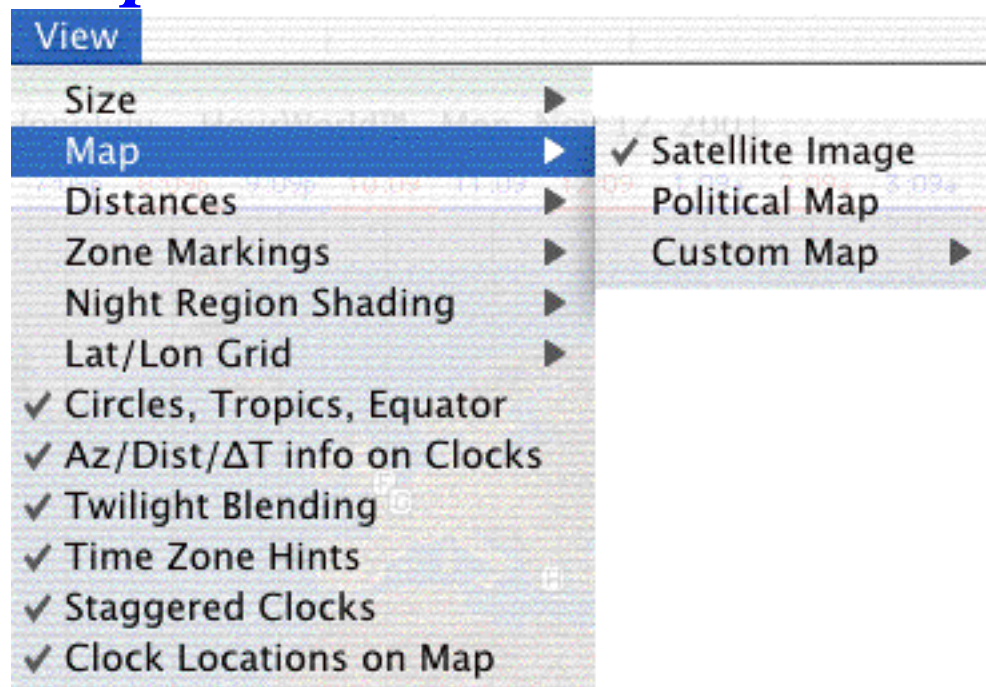 View
Size
Map
Distances
Zone Markings
Night Region Shading
Lat/Lon Grid
✓ Circles, Tropics, Equator
✓ Az/Dist/ΔT info on Clocks
✓ Twilight Blending
✓ Time Zone Hints
✓ Staggered Clocks
✓ Clock Locations on Map
✓ Satellite Image
Political Map
Custom Map